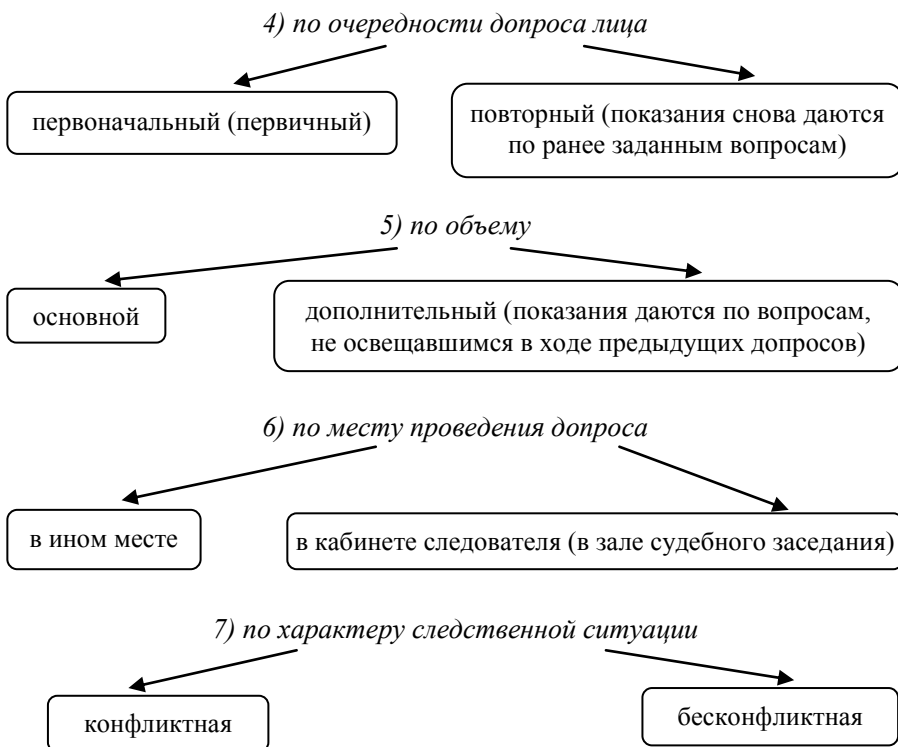 4) по очередности допроса лица
первоначальный (первичный)
повторный (показания снова даются
по ранее заданным вопросам)
5) по объему
основной
дополнительный (показания даются по вопросам,
не освещавшимся в ходе предыдущих допросов)
6) по месту проведения допроса
в ином месте
в кабинете следователя (в зале судебного заседания)
7) по характеру следственной ситуации
конфликтная
бесконфликтная